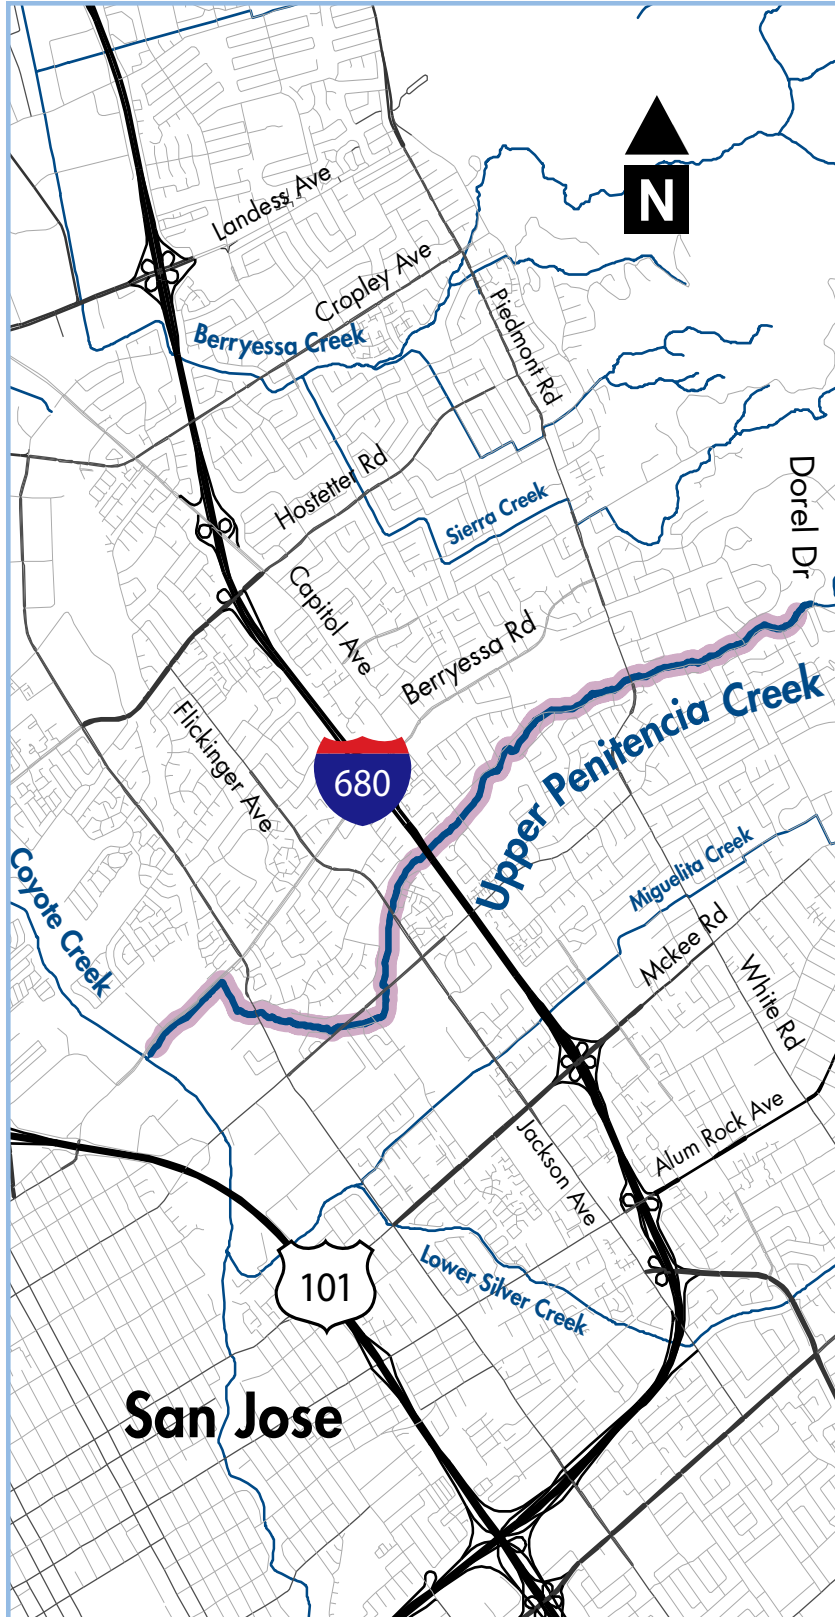 N
Landess Ave
Cropley Ave
Piedmont Rd
Berryessa Creek
Hostetter Rd
Dorel Dr
Sierra Creek
Capitol Ave
Berryessa Rd
Flickinger Ave
Upper Penitencia Creek
680
Coyote Creek
Miguelita Creek
Mckee Rd
White Rd
Jackson Ave
Alum Rock Ave
Lower Silver Creek
101
San Jose